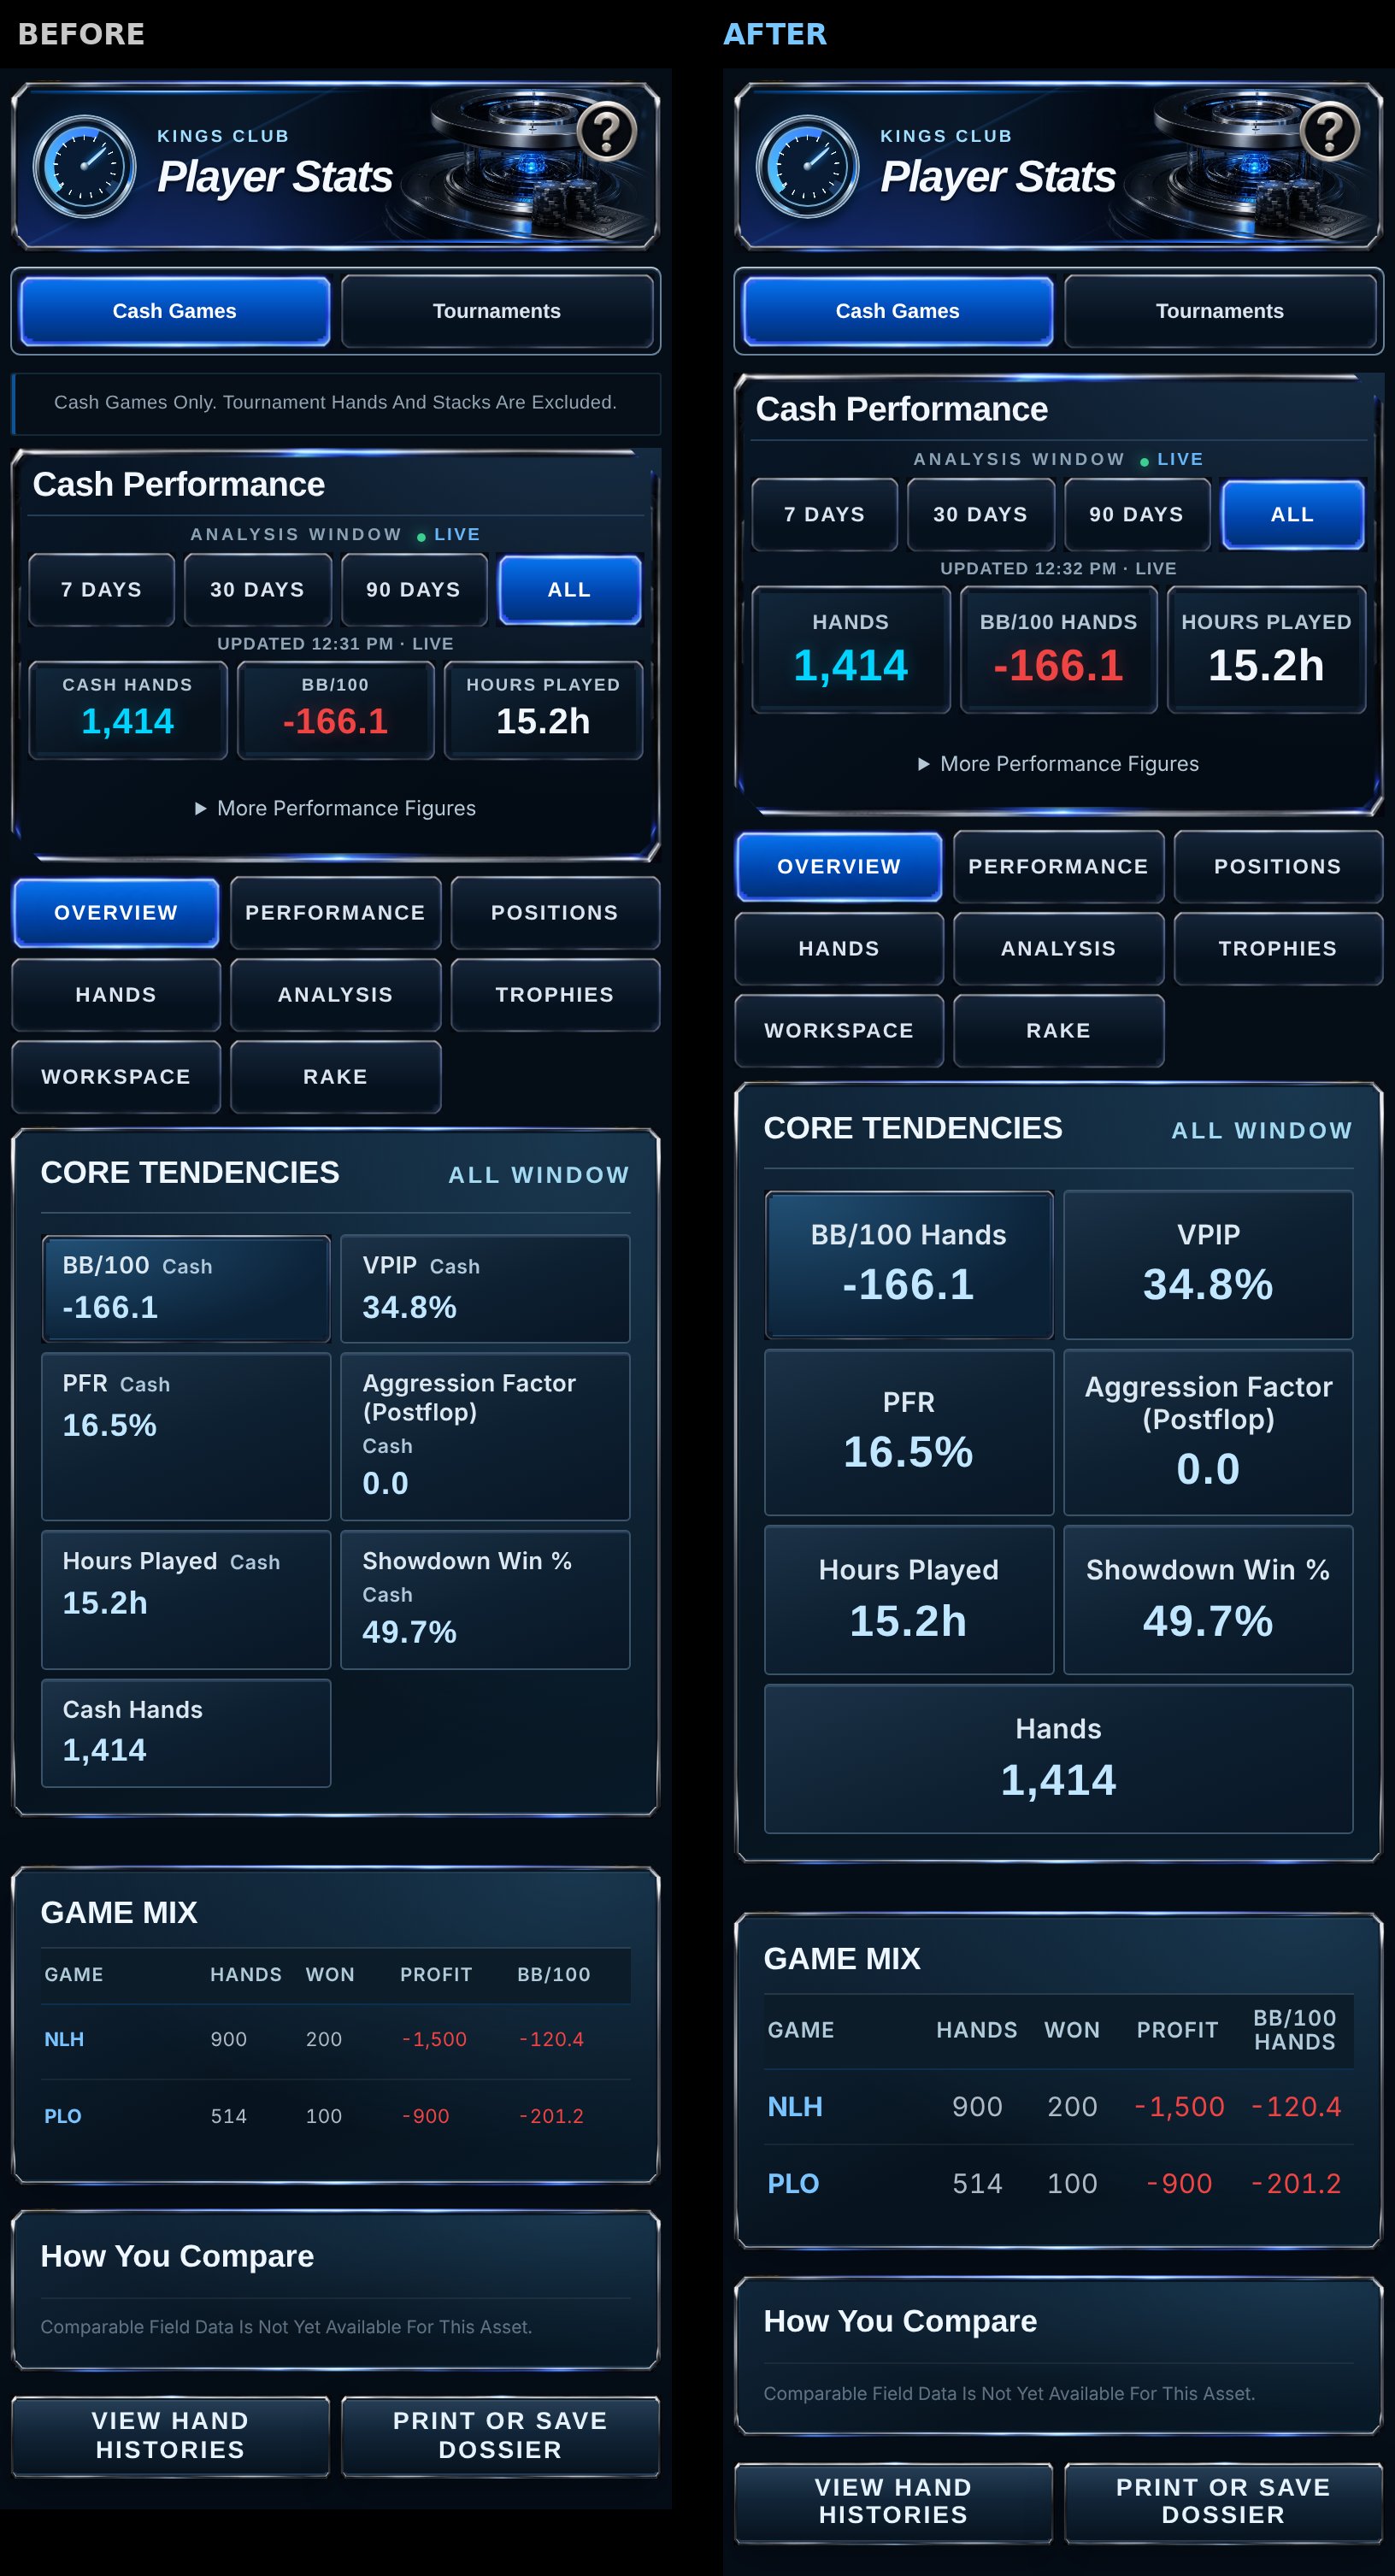 BEFORE
KINGS CLUB
Player Stats
?
Cash Games
Tournaments
Cash Games Only. Tournament Hands And Stacks Are Excluded.
Cash Performance
ANALYSIS WINDOW ● LIVE
7 DAYS
30 DAYS
90 DAYS
ALL
UPDATED 12:31 PM · LIVE
CASH HANDS
1,414
BB/100
-166.1
HOURS PLAYED
15.2h
▶ More Performance Figures
OVERVIEW
PERFORMANCE
POSITIONS
HANDS
ANALYSIS
TROPHIES
WORKSPACE
RAKE
CORE TENDENCIES
ALL WINDOW
BB/100 Cash
-166.1
VPIP Cash
34.8%
PFR Cash
16.5%
Aggression Factor
(Postflop)
Cash
0.0
Hours Played Cash
15.2h
Showdown Win %
Cash
49.7%
Cash Hands
1,414
GAME MIX
GAME HANDS WON PROFIT BB/100
NLH 900 200 -1,500 -120.4
PLO 514 100 -900 -201.2
How You Compare
Comparable Field Data Is Not Yet Available For This Asset.
VIEW HAND
HISTORIES
PRINT OR SAVE
DOSSIER
AFTER
KINGS CLUB
Player Stats
?
Cash Games
Tournaments
Cash Performance
ANALYSIS WINDOW ● LIVE
7 DAYS
30 DAYS
90 DAYS
ALL
UPDATED 12:32 PM · LIVE
HANDS
1,414
BB/100 HANDS
-166.1
HOURS PLAYED
15.2h
▶ More Performance Figures
OVERVIEW
PERFORMANCE
POSITIONS
HANDS
ANALYSIS
TROPHIES
WORKSPACE
RAKE
CORE TENDENCIES
ALL WINDOW
BB/100 Hands
-166.1
VPIP
34.8%
PFR
16.5%
Aggression Factor
(Postflop)
0.0
Hours Played
15.2h
Showdown Win %
49.7%
Hands
1,414
GAME MIX
GAME HANDS WON PROFIT BB/100
HANDS
NLH 900 200 -1,500 -120.4
PLO 514 100 -900 -201.2
How You Compare
Comparable Field Data Is Not Yet Available For This Asset.
VIEW HAND
HISTORIES
PRINT OR SAVE
DOSSIER